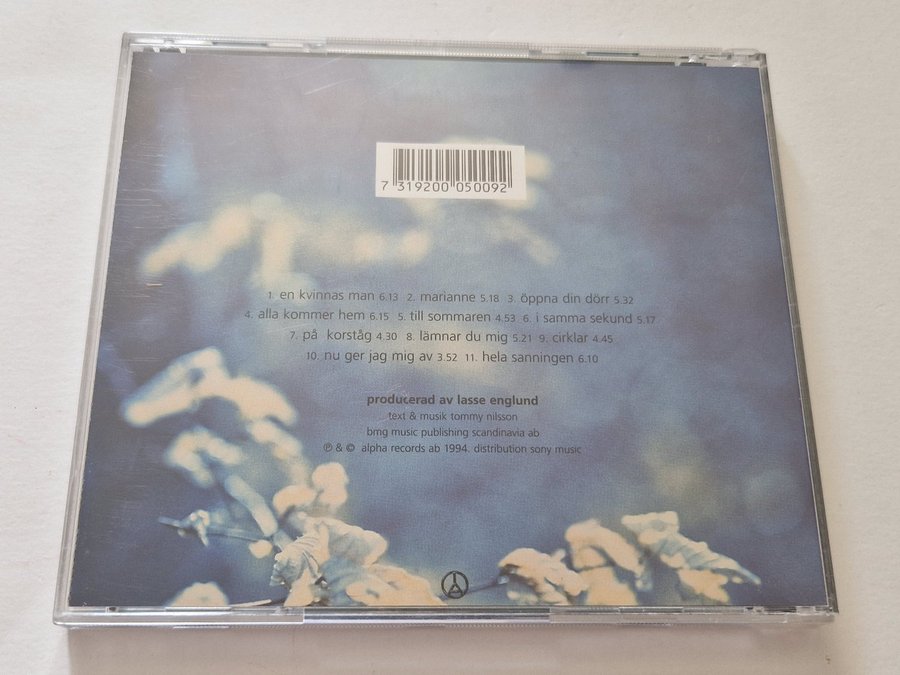 7 319200 050092
1. en kvinnas man 6.13 2. marianne 5.18 3. öppna din dörr 5.32
4. alla kommer hem 6.15 5. till sommaren 4.53 6. i samma sekund 5.17
7. på korståg 4.30 8. lämnar du mig 5.21 9. cirklar 4.45
10. nu ger jag mig av 3.52 11. hela sanningen 6.10
producerad av lasse englund
text & musik tommy nilsson
bmg music publishing scandinavia ab
℗ & © alpha records ab 1994. distribution sony music